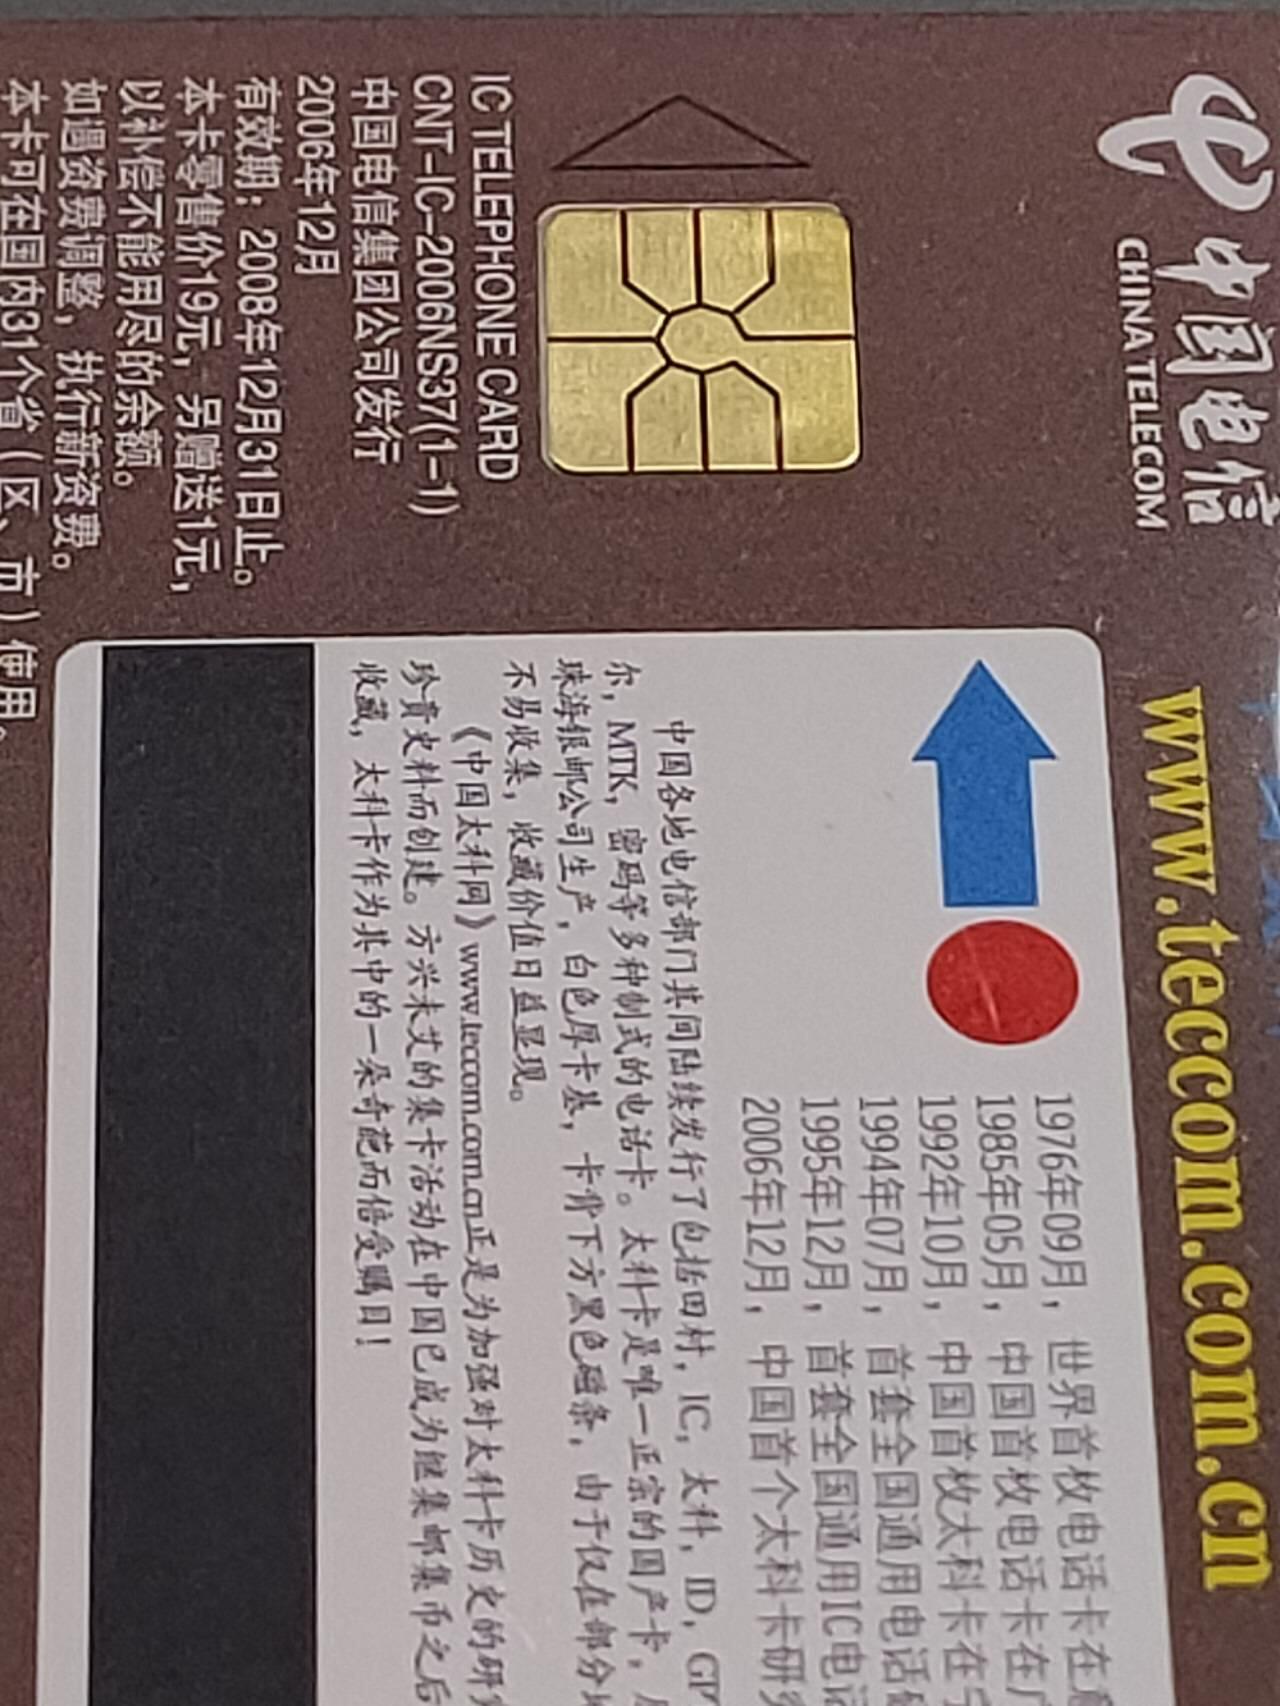 中国电信
CHINA TELECOM
www.teccom.com.cn
IC TELEPHONE CARD
CNT-IC-2006NS37(1-1)
中国电信集团公司发行
2006年12月
有效期：2008年12月31日止。
本卡零售价19元，另赠送1元，
以补偿不能用尽的余额。
如遇资费调整，执行新资费。
本卡可在国内31个省（区、市）使用。
1976年09月，世界首枚电话卡在
1985年05月，中国首枚电话卡在
1992年10月，中国首枚太科卡在
1994年07月，首套全国通用电话
1995年12月，首套全国通用IC电话
2006年12月，中国首个太科卡研
中国各地电信部门其间陆续发行了包括田村，IC，太科，ID，
尔，MTK，密码等多种制式的电话卡。太科卡是唯一正宗的国产卡，
珠海银邮公司生产，白色厚卡基，卡背下方黑色磁条，由于仅在部分
不易收集，收藏价值日益显现。
《中国太科网》www.teccom.com.cn正是为加强对太科卡历史的研
珍贵史料而创建。方兴未艾的集卡活动在中国已成为继集邮集币之后
收藏，太科卡作为其中的一朵奇葩而倍受瞩目！